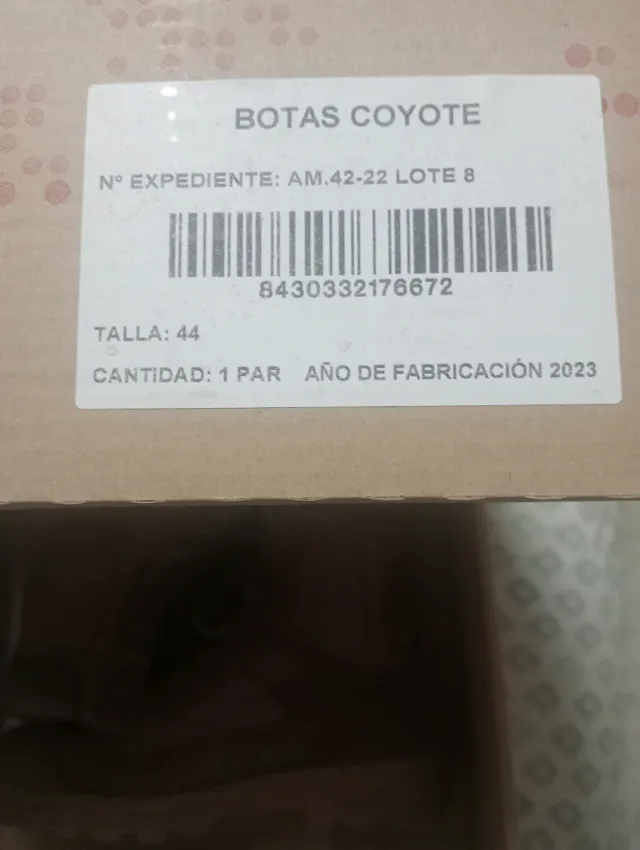 BOTAS COYOTE
Nº EXPEDIENTE: AM.42-22 LOTE 8
8430332176672
TALLA: 44
CANTIDAD: 1 PAR AÑO DE FABRICACIÓN 2023